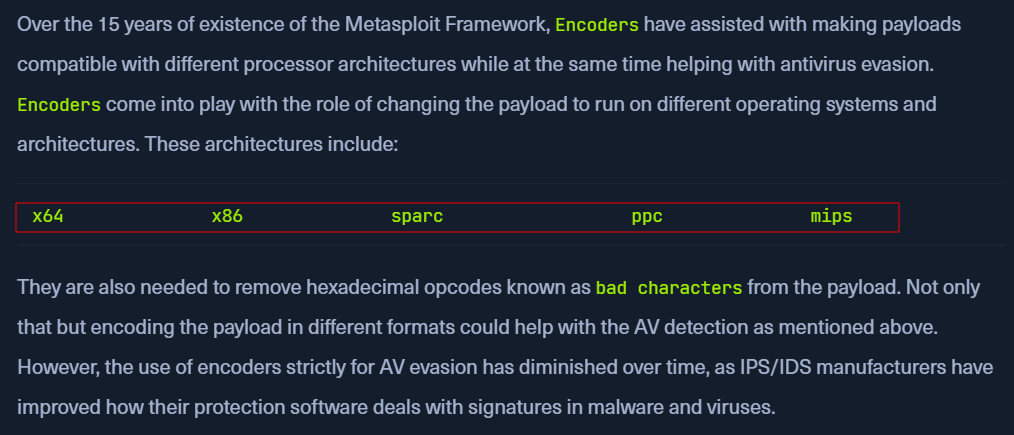 Over the 15 years of existence of the Metasploit Framework, Encoders have assisted with making payloads
compatible with different processor architectures while at the same time helping with antivirus evasion.
Encoders come into play with the role of changing the payload to run on different operating systems and
architectures. These architectures include:
x64 x86 sparc ppc mips
They are also needed to remove hexadecimal opcodes known as bad characters from the payload. Not only
that but encoding the payload in different formats could help with the AV detection as mentioned above.
However, the use of encoders strictly for AV evasion has diminished over time, as IPS/IDS manufacturers have
improved how their protection software deals with signatures in malware and viruses.